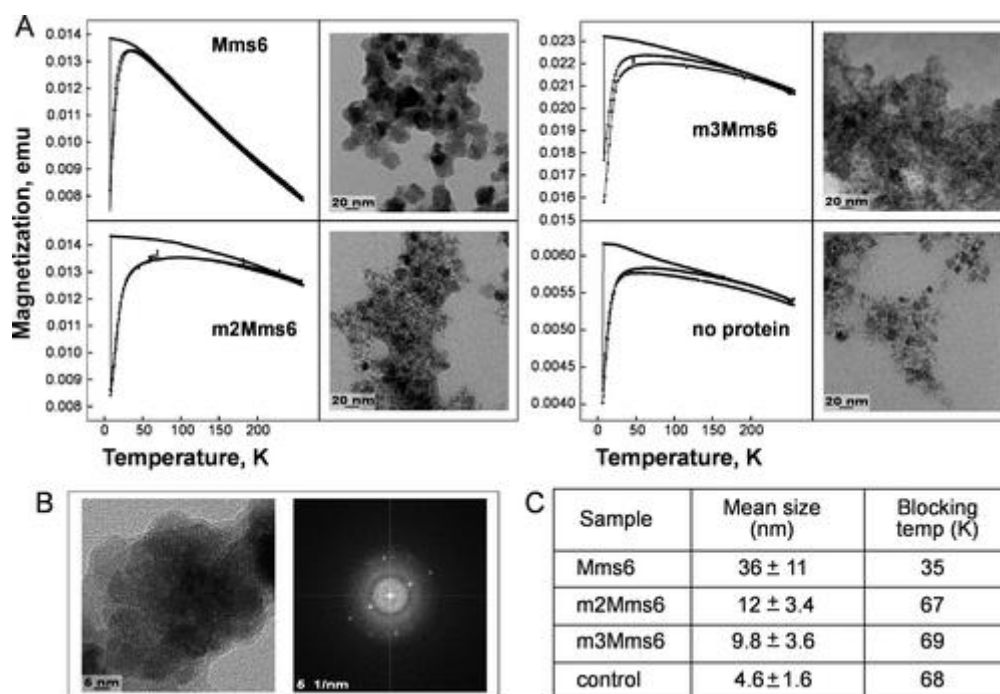 A
Magnetization, emu
0.014
0.013
0.012
0.011
0.010
0.009
0.008
Mms6
20 nm
0.023
0.022
0.021
0.020
0.019
0.018
0.017
0.016
0.015
m3Mms6
20 nm
0.014
0.013
0.012
0.011
0.010
0.009
0.008
m2Mms6
0 50 100 150 200
Temperature, K
20 nm
0.0060
0.0055
0.0050
0.0045
0.0040
no protein
0 50 100 150 200
Temperature, K
20 nm
B
5 nm
5 1/nm
C
Sample Mean size (nm) Blocking temp (K)
Mms6 36 ± 11 35
m2Mms6 12 ± 3.4 67
m3Mms6 9.8 ± 3.6 69
control 4.6 ± 1.6 68